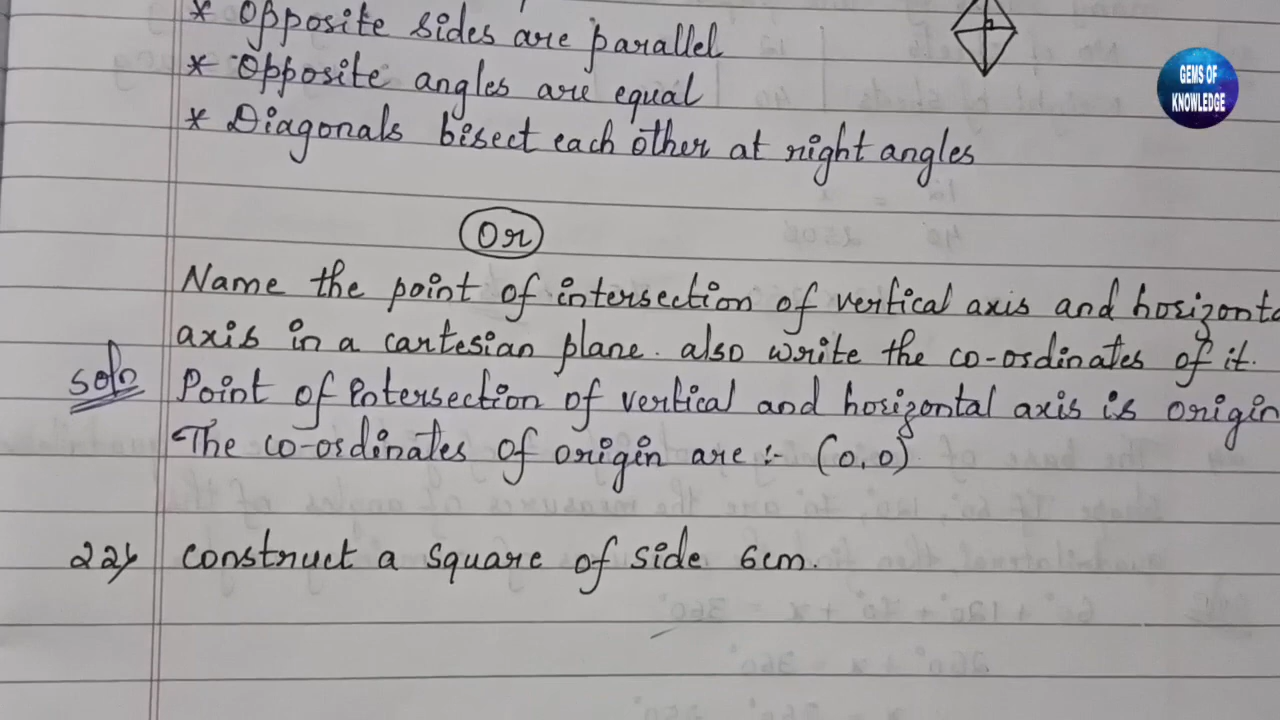 * Opposite sides are parallel
* Opposite angles are equal
* Diagonals bisect each other at right angles
GEMS OF
KNOWLEDGE
Or
Name the point of intersection of vertical axis and horizonta
axis in a cartesian plane. also write the co-ordinates of it.
Soln Point of intersection of vertical and horizontal axis is origin
The co-ordinates of origin are :- (0,0)
22) construct a square of side 6cm.